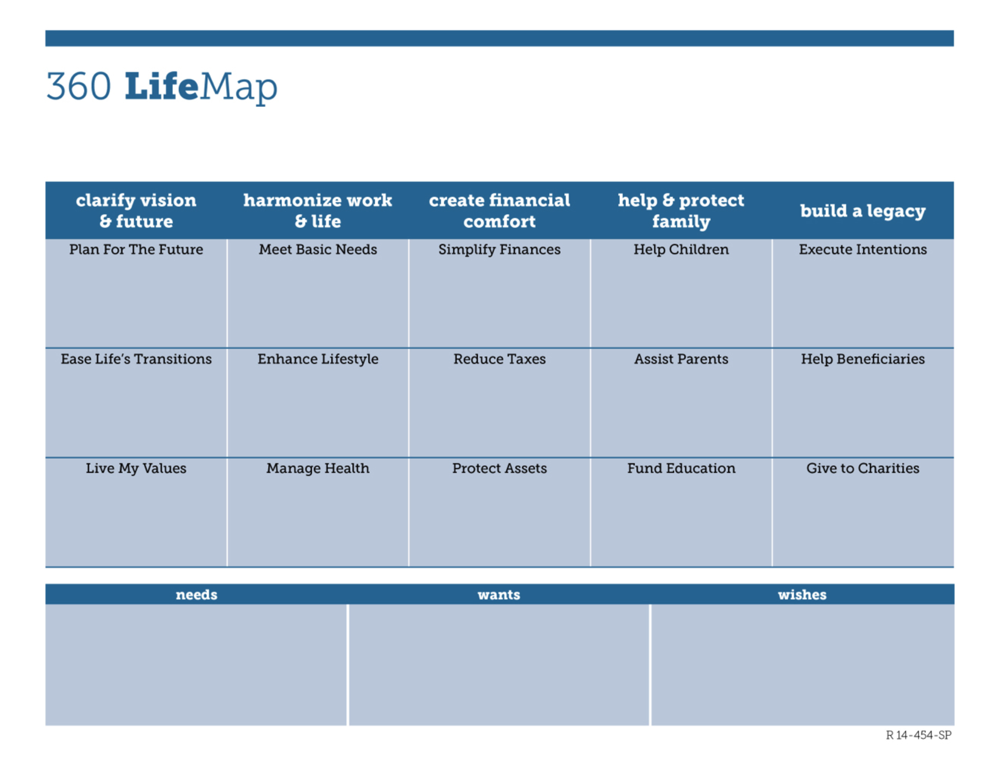 360 LifeMap
clarify vision
& future
harmonize work
& life
create financial
comfort
help & protect
family
build a legacy
Plan For The Future
Meet Basic Needs
Simplify Finances
Help Children
Execute Intentions
Ease Life’s Transitions
Enhance Lifestyle
Reduce Taxes
Assist Parents
Help Beneficiaries
Live My Values
Manage Health
Protect Assets
Fund Education
Give to Charities
needs
wants
wishes
R 14-454-SP